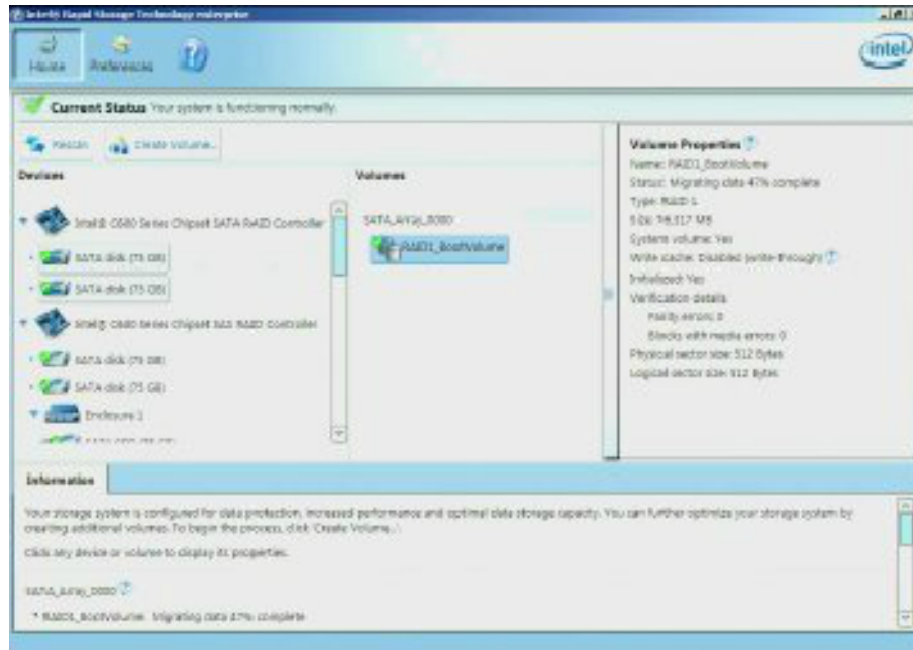 Intel® Rapid Storage Technology enterprise
Home
Preferences
intel
Current Status Your system is functioning normally.
Rescan
Create Volume...
Devices
Volumes
Intel® C600 Series Chipset SATA RAID Controller
SATA disk (75 GB)
SATA disk (75 GB)
Intel® C600 Series Chipset SAS RAID Controller
SATA disk (75 GB)
SATA disk (75 GB)
Enclosure 1
SATA_Array_0000
RAID1_BootVolume
Volume Properties
Name: RAID1_BootVolume
Status: Migrating data 47% complete
Type: RAID 1
Size: MB
System volume: Yes
Write cache: Disabled (write-through)
Initialized: Yes
Verification details
Parity errors: 0
Blocks with media errors: 0
Physical sector size: 512 Bytes
Logical sector size: 512 Bytes
Information
Your storage system is configured for data protection, increased performance and optimal data storage capacity. You can further optimize your storage system by
creating additional volumes. To begin the process, click 'Create Volume...'.
Click any device or volume to display its properties.
SATA_Array_0000
* RAID1_BootVolume: Migrating data 47% complete